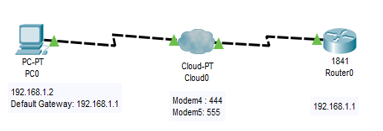 PC-PT
PC0
192.168.1.2
Default Gateway: 192.168.1.1
Cloud-PT
Cloud0
Modem4 : 444
Modem5: 555
1841
Router0
192.168.1.1